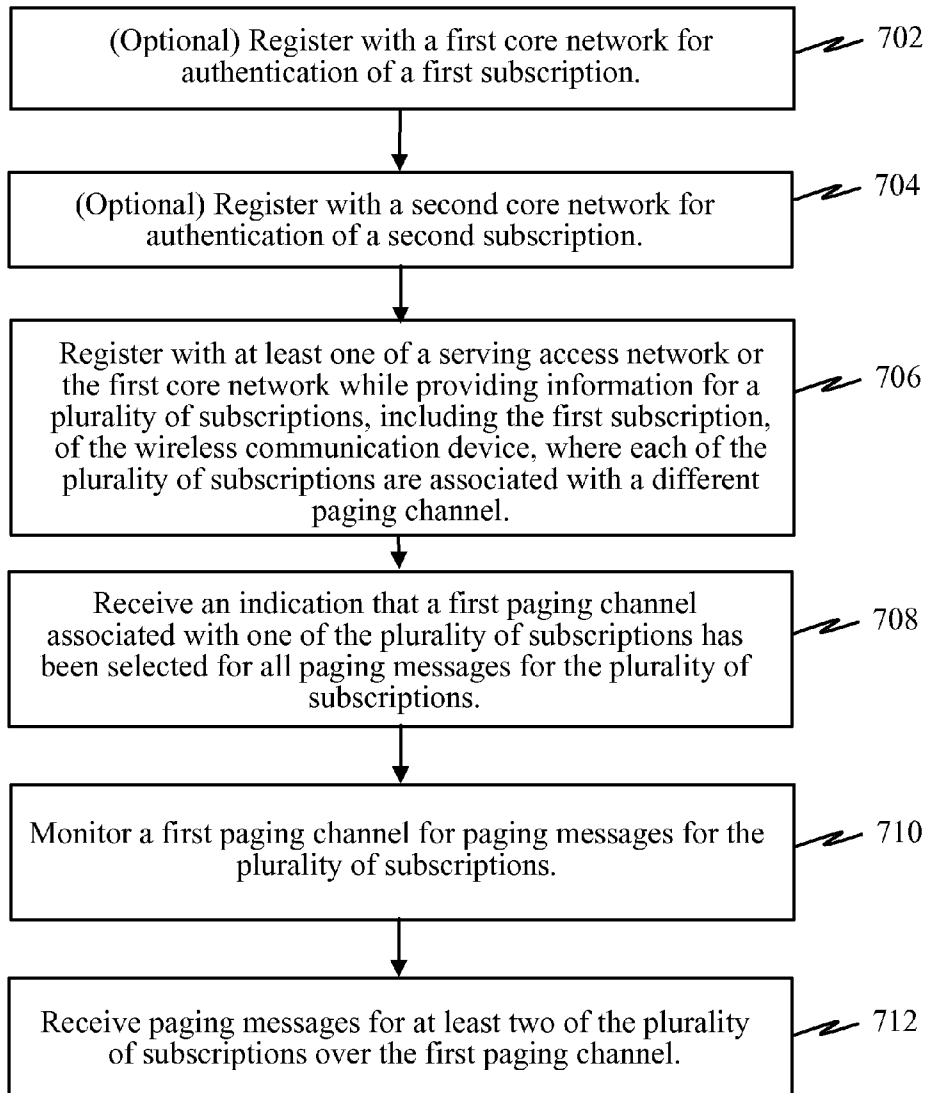 (Optional) Register with a first core network for
authentication of a first subscription.
702
(Optional) Register with a second core network for
authentication of a second subscription.
704
Register with at least one of a serving access network or
the first core network while providing information for a
plurality of subscriptions, including the first subscription,
of the wireless communication device, where each of the
plurality of subscriptions are associated with a different
paging channel.
706
Receive an indication that a first paging channel
associated with one of the plurality of subscriptions has
been selected for all paging messages for the plurality of
subscriptions.
708
Monitor a first paging channel for paging messages for the
plurality of subscriptions.
710
Receive paging messages for at least two of the plurality
of subscriptions over the first paging channel.
712